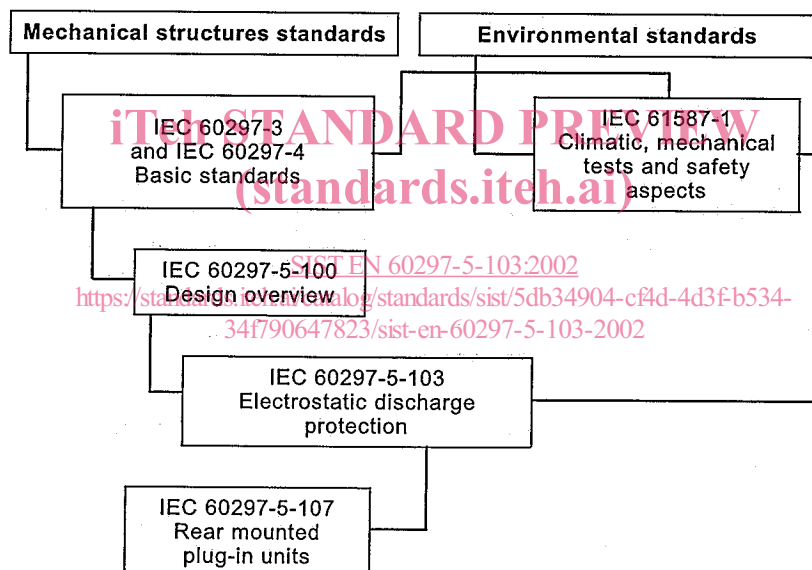 Mechanical structures standards
Environmental standards
iTeh STANDARD PREVIEW
(standards.iteh.ai)
IEC 60297-3
and IEC 60297-4
Basic standards
IEC 61587-1
Climatic, mechanical
tests and safety
aspects
SIST EN 60297-5-103:2002
https://standards.iteh.ai/catalog/standards/sist/5db34904-cf4d-4d3f-b534-
34f790647823/sist-en-60297-5-103-2002
IEC 60297-5-100
Design overview
IEC 60297-5-103
Electrostatic discharge
protection
IEC 60297-5-107
Rear mounted
plug-in units